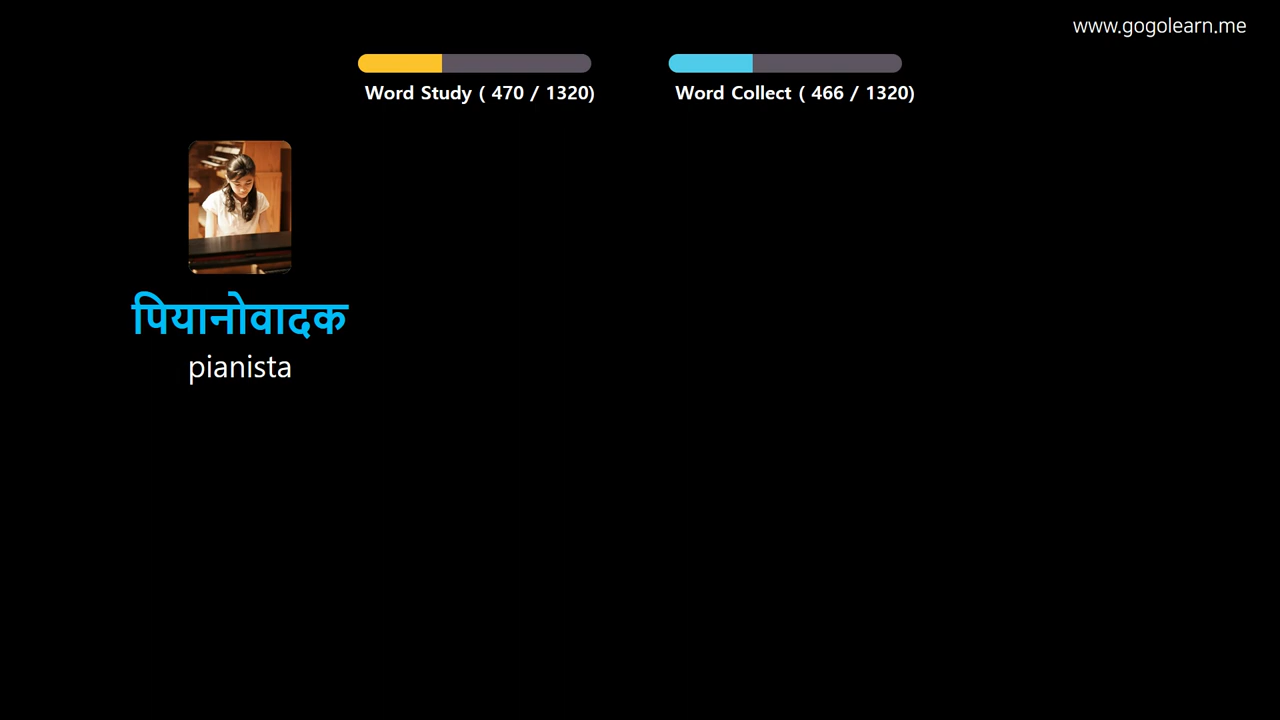 www.gogolearn.me
Word Study ( 470 / 1320)
Word Collect ( 466 / 1320)
पियानोवादक
pianista